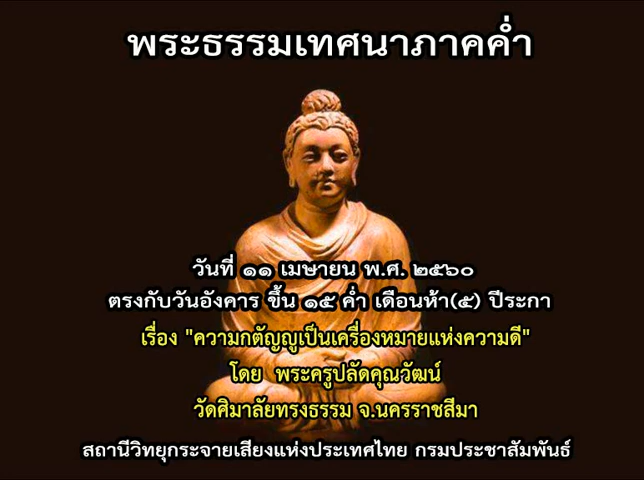 พระธรรมเทศนาภาคค่ำ
วันที่ ๑๑ เมษายน พ.ศ. ๒๕๖๐
ตรงกับวันอังคาร ขึ้น ๑๕ ค่ำ เดือนห้า(๕) ปีระกา
เรื่อง "ความกตัญญูเป็นเครื่องหมายแห่งความดี"
โดย พระครูปลัดคุณวัฒน์
วัดศิมาลัยทรงธรรม จ.นครราชสีมา
สถานีวิทยุกระจายเสียงแห่งประเทศไทย กรมประชาสัมพันธ์